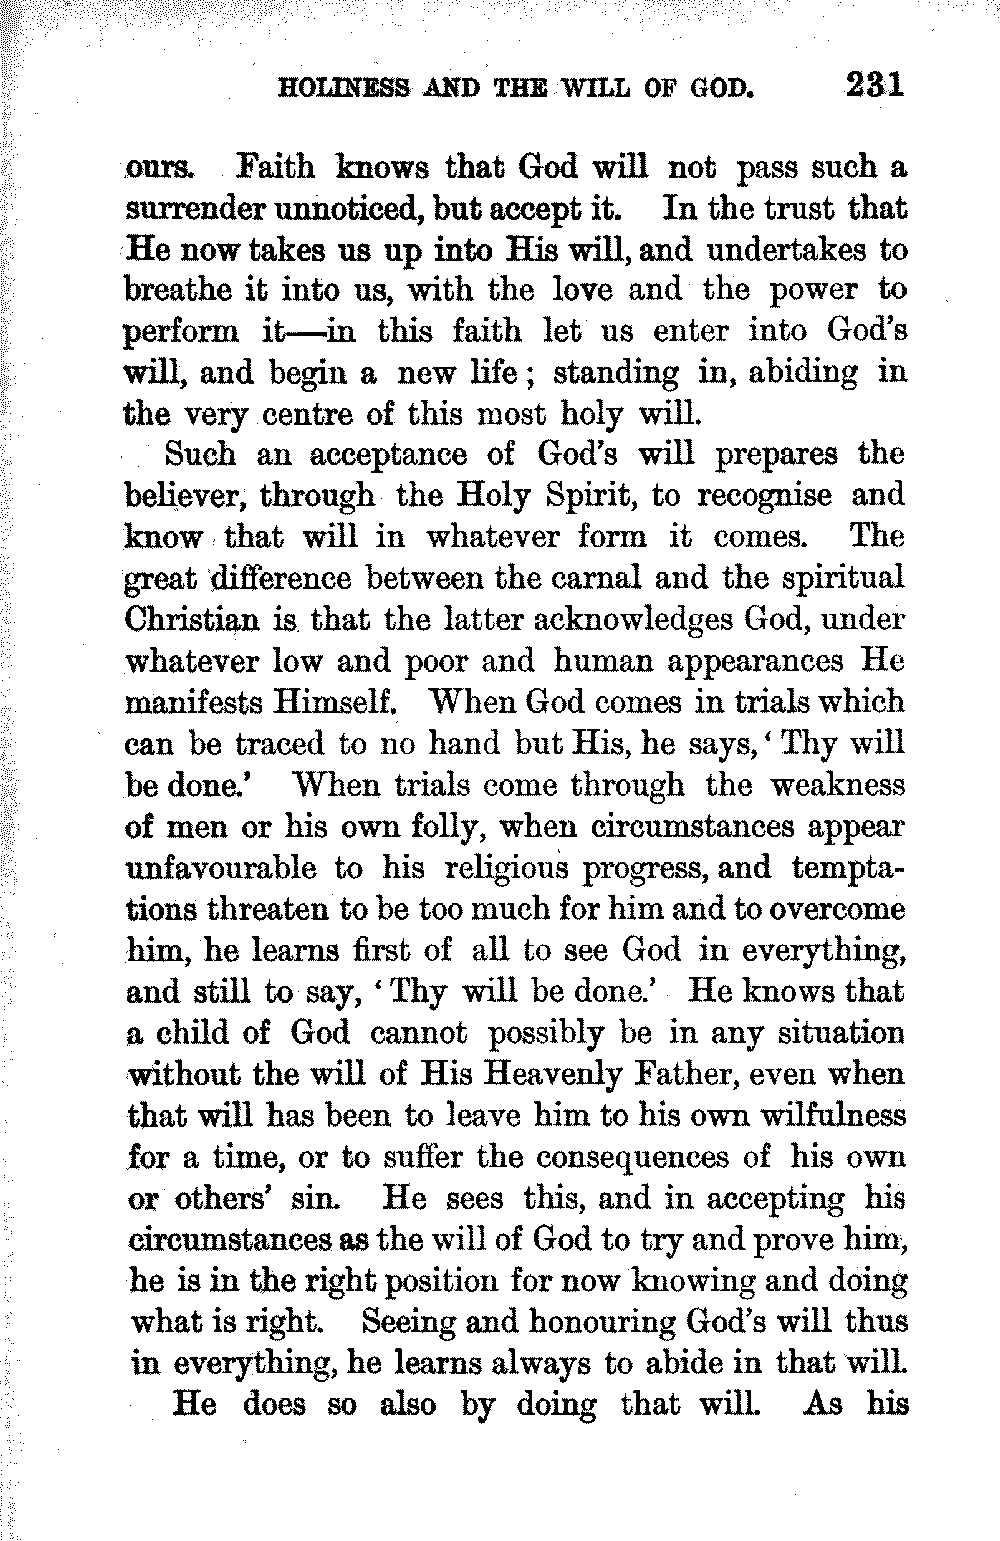 HOLINESS AND THE WILL OF GOD. 231
ours. Faith knows that God will not pass such a
surrender unnoticed, but accept it. In the trust that
He now takes us up into His will, and undertakes to
breathe it into us, with the love and the power to
perform it—in this faith let us enter into God's
will, and begin a new life; standing in, abiding in
the very centre of this most holy will.
Such an acceptance of God's will prepares the
believer, through the Holy Spirit, to recognise and
know that will in whatever form it comes. The
great difference between the carnal and the spiritual
Christian is that the latter acknowledges God, under
whatever low and poor and human appearances He
manifests Himself. When God comes in trials which
can be traced to no hand but His, he says, ‘Thy will
be done.’ When trials come through the weakness
of men or his own folly, when circumstances appear
unfavourable to his religious progress, and tempta-
tions threaten to be too much for him and to overcome
him, he learns first of all to see God in everything,
and still to say, ‘Thy will be done.’ He knows that
a child of God cannot possibly be in any situation
without the will of His Heavenly Father, even when
that will has been to leave him to his own wilfulness
for a time, or to suffer the consequences of his own
or others’ sin. He sees this, and in accepting his
circumstances as the will of God to try and prove him,
he is in the right position for now knowing and doing
what is right. Seeing and honouring God's will thus
in everything, he learns always to abide in that will.
He does so also by doing that will. As his